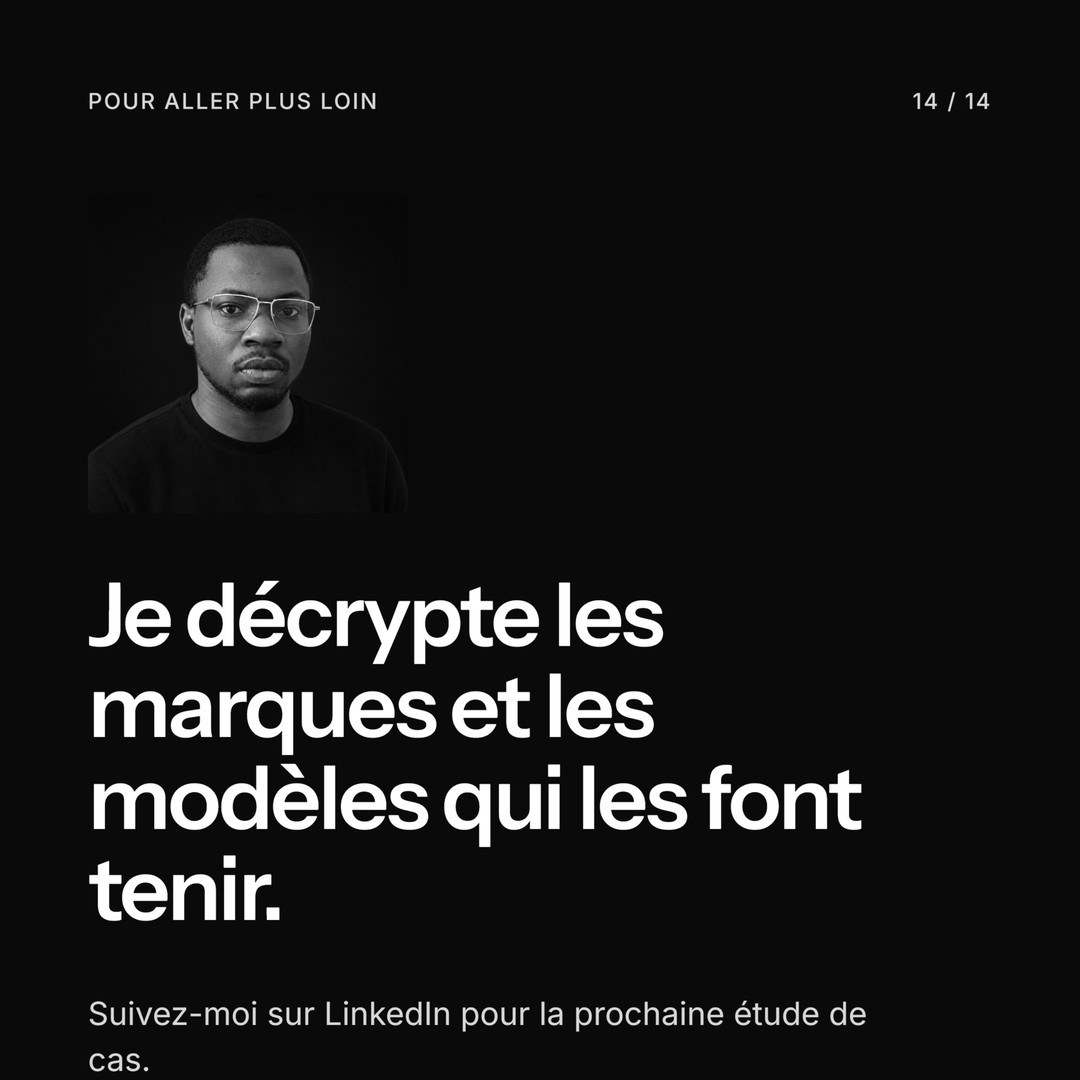 POUR ALLER PLUS LOIN
14 / 14
Je décrypte les
marques et les
modèles qui les font
tenir.
Suivez-moi sur LinkedIn pour la prochaine étude de
cas.